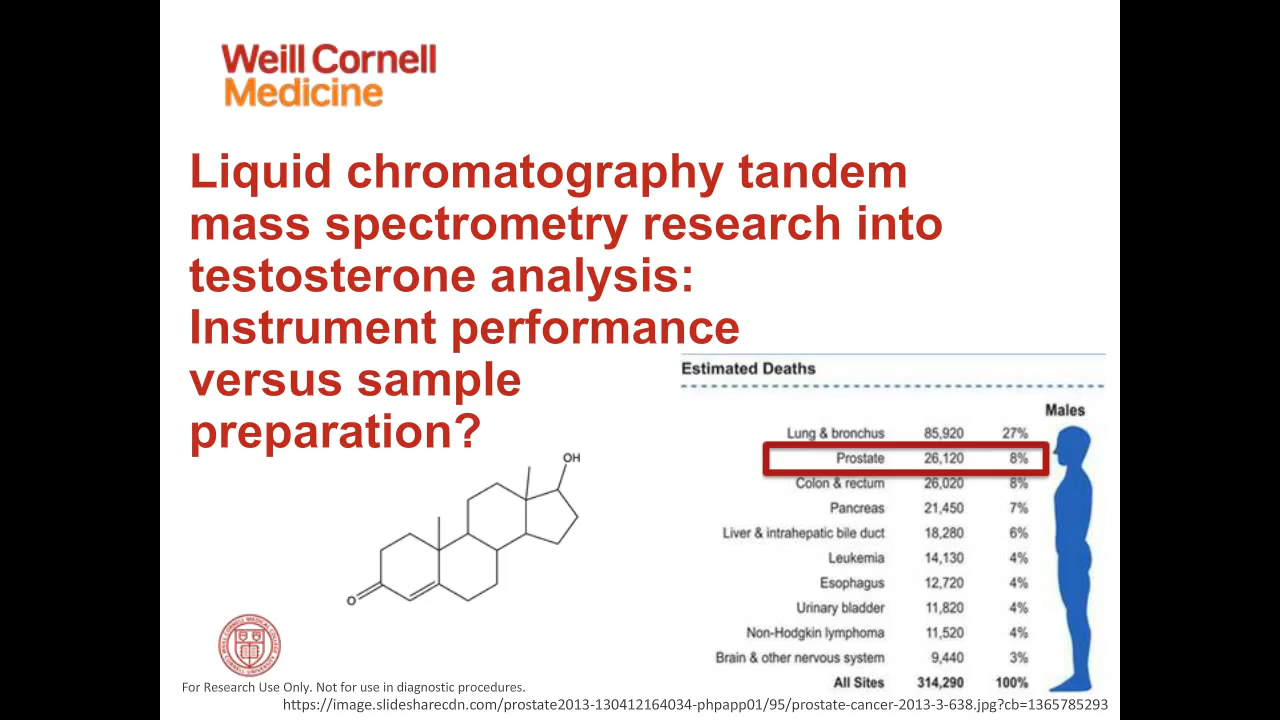 Weill Cornell
Medicine
Liquid chromatography tandem
mass spectrometry research into
testosterone analysis:
Instrument performance
versus sample
preparation?
Estimated Deaths
Males
Lung & bronchus 85,920 27%
Prostate 26,120 8%
Colon & rectum 26,020 8%
Pancreas 21,450 7%
Liver & intrahepatic bile duct 18,280 6%
Leukemia 14,130 4%
Esophagus 12,720 4%
Urinary bladder 11,820 4%
Non-Hodgkin lymphoma 11,520 4%
Brain & other nervous system 9,440 3%
All Sites 314,290 100%
OH
O
For Research Use Only. Not for use in diagnostic procedures.
https://image.slidesharecdn.com/prostate2013-130412164034-phpapp01/95/prostate-cancer-2013-3-638.jpg?cb=1365785293